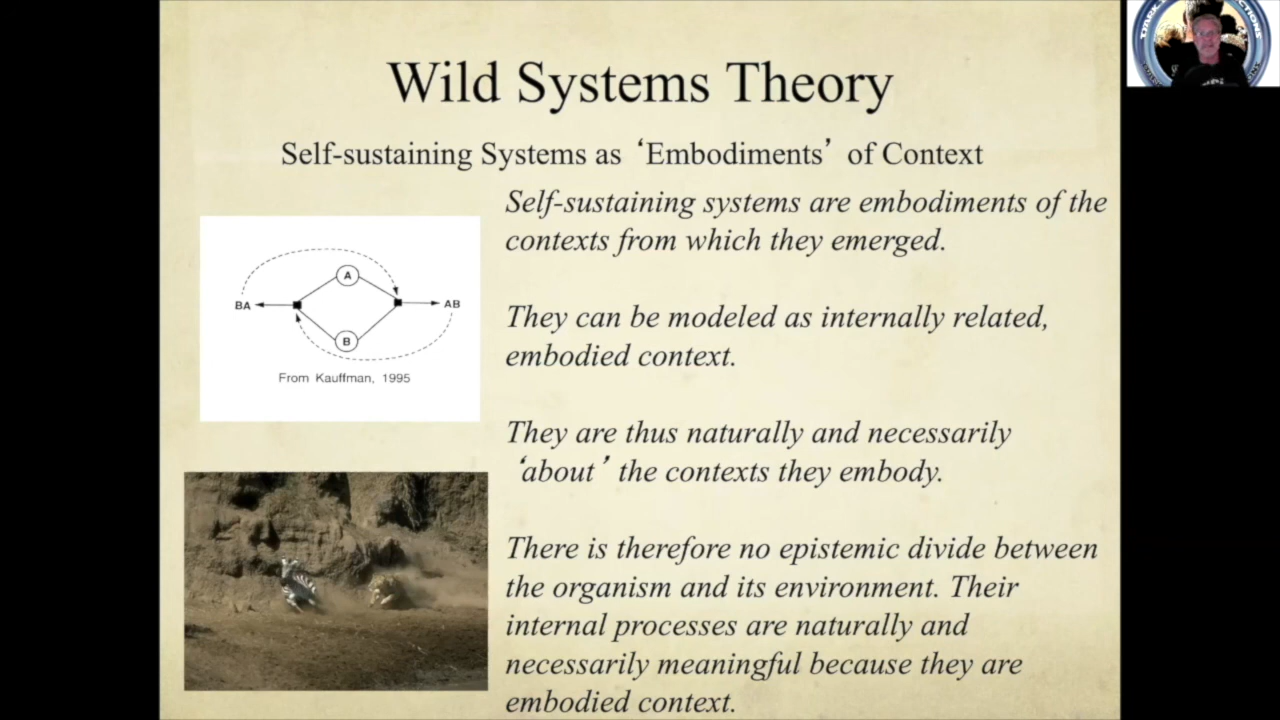 Wild Systems Theory
Self-sustaining Systems as ‘Embodiments’ of Context
Self-sustaining systems are embodiments of the
contexts from which they emerged.
They can be modeled as internally related,
embodied context.
They are thus naturally and necessarily
‘about’ the contexts they embody.
There is therefore no epistemic divide between
the organism and its environment. Their
internal processes are naturally and
necessarily meaningful because they are
embodied context.
A
BA
AB
B
From Kauffman, 1995